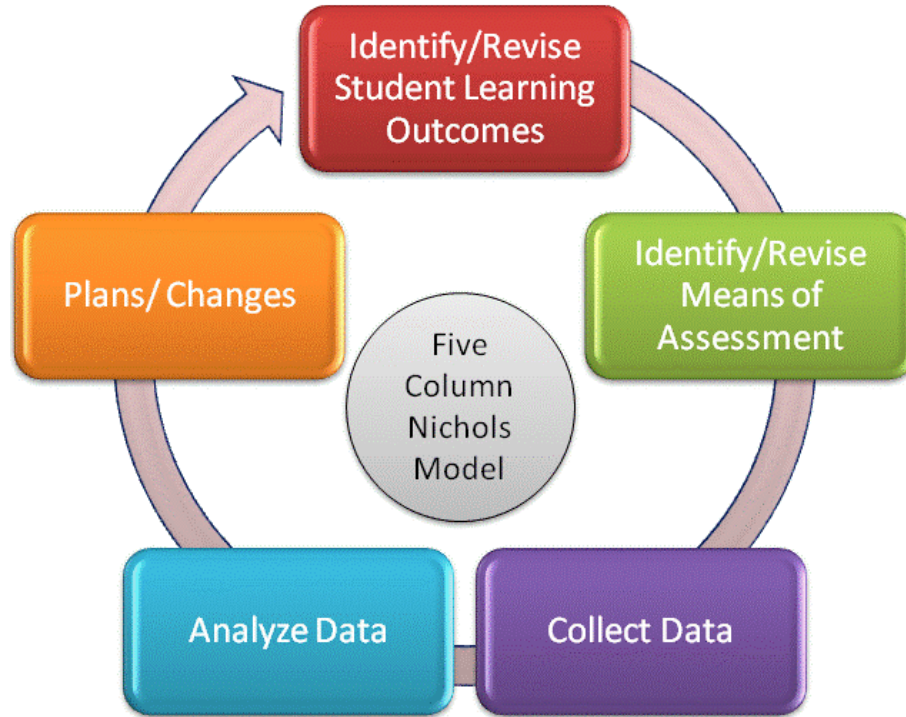 Identify/Revise
Student Learning
Outcomes
Identify/Revise
Means of
Assessment
Collect Data
Analyze Data
Plans/ Changes
Five
Column
Nichols
Model